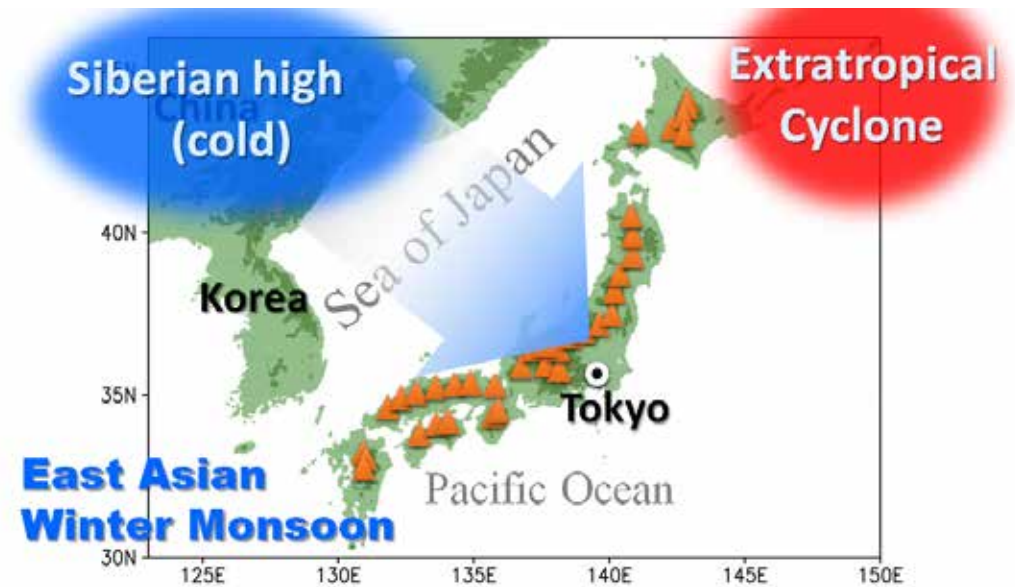 Siberian high
(cold)
China
Extratropical
Cyclone
Sea of Japan
40N
Korea
35N
Tokyo
East Asian
Winter Monsoon
Pacific Ocean
30N
125E
130E
135E
140E
145E
150E